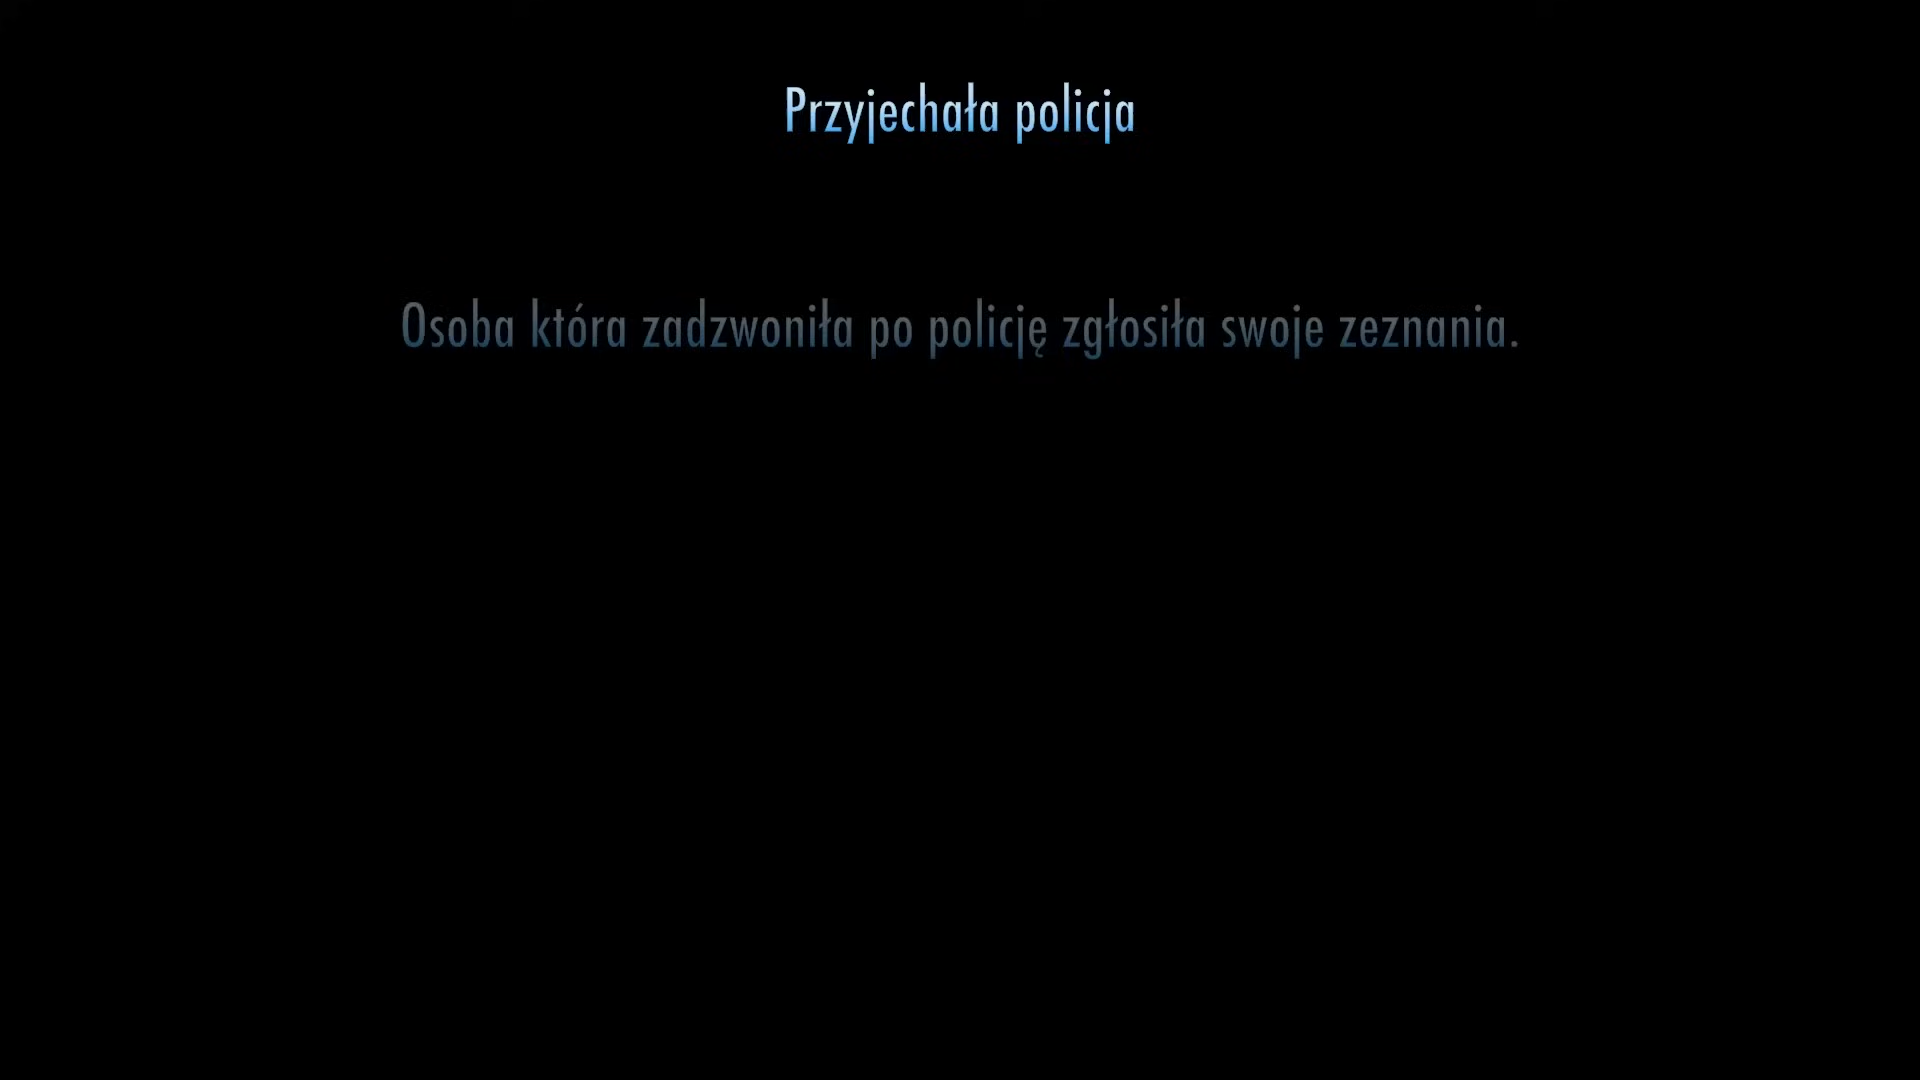 Przyjechała policja
Osoba która zadzwoniła po policję zgłosiła swoje zeznania.